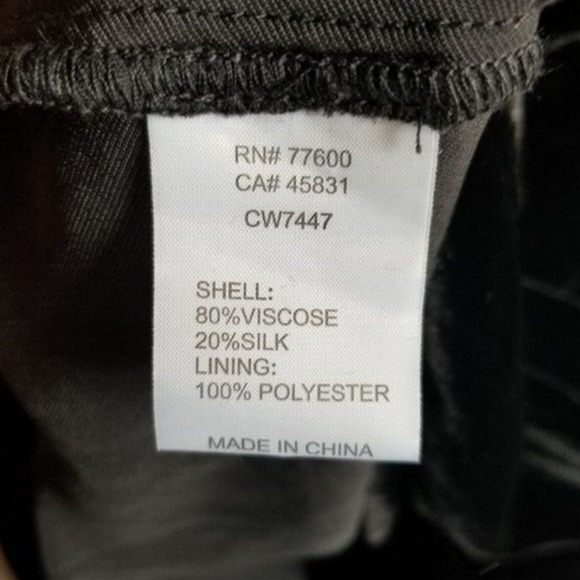 RN# 77600
CA# 45831
CW7447
SHELL:
80%VISCOSE
20%SILK
LINING:
100% POLYESTER
MADE IN CHINA